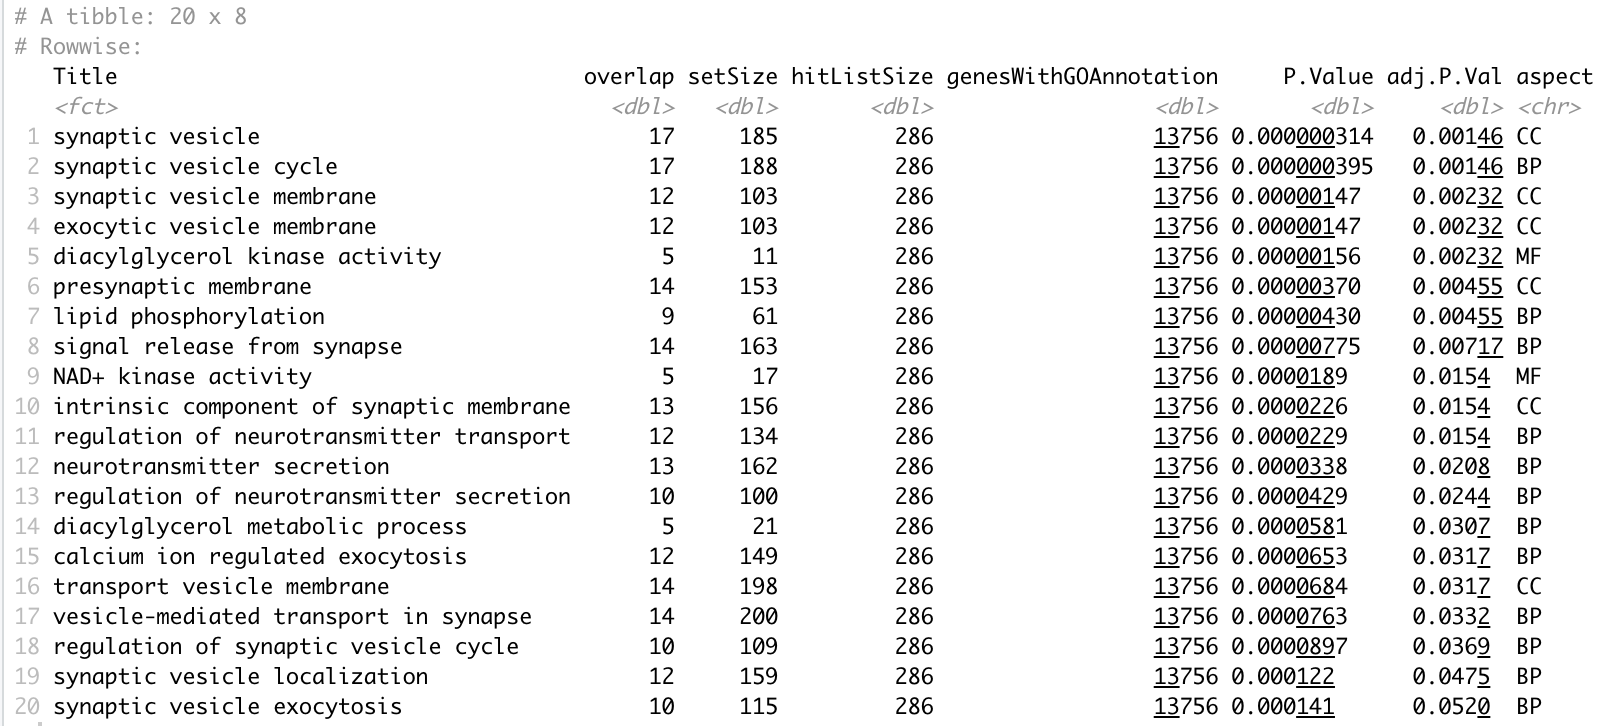 # A tibble: 20 x 8
# Rowwise:
Title overlap setSize hitListSize genesWithGOAnnotation P.Value adj.P.Val aspect
<fct> <dbl> <dbl> <dbl> <dbl> <dbl> <dbl> <chr>
1 synaptic vesicle 17 185 286 13756 0.000000314 0.00146 CC
2 synaptic vesicle cycle 17 188 286 13756 0.000000395 0.00146 BP
3 synaptic vesicle membrane 12 103 286 13756 0.00000147 0.00232 CC
4 exocytic vesicle membrane 12 103 286 13756 0.00000147 0.00232 CC
5 diacylglycerol kinase activity 5 11 286 13756 0.00000156 0.00232 MF
6 presynaptic membrane 14 153 286 13756 0.00000370 0.00455 CC
7 lipid phosphorylation 9 61 286 13756 0.00000430 0.00455 BP
8 signal release from synapse 14 163 286 13756 0.00000775 0.00717 BP
9 NAD+ kinase activity 5 17 286 13756 0.0000189 0.0154 MF
10 intrinsic component of synaptic membrane 13 156 286 13756 0.0000226 0.0154 CC
11 regulation of neurotransmitter transport 12 134 286 13756 0.0000229 0.0154 BP
12 neurotransmitter secretion 13 162 286 13756 0.0000338 0.0208 BP
13 regulation of neurotransmitter secretion 10 100 286 13756 0.0000429 0.0244 BP
14 diacylglycerol metabolic process 5 21 286 13756 0.0000581 0.0307 BP
15 calcium ion regulated exocytosis 12 149 286 13756 0.0000653 0.0317 BP
16 transport vesicle membrane 14 198 286 13756 0.0000684 0.0317 CC
17 vesicle-mediated transport in synapse 14 200 286 13756 0.0000763 0.0332 BP
18 regulation of synaptic vesicle cycle 10 109 286 13756 0.0000897 0.0369 BP
19 synaptic vesicle localization 12 159 286 13756 0.000122 0.0475 BP
20 synaptic vesicle exocytosis 10 115 286 13756 0.000141 0.0520 BP